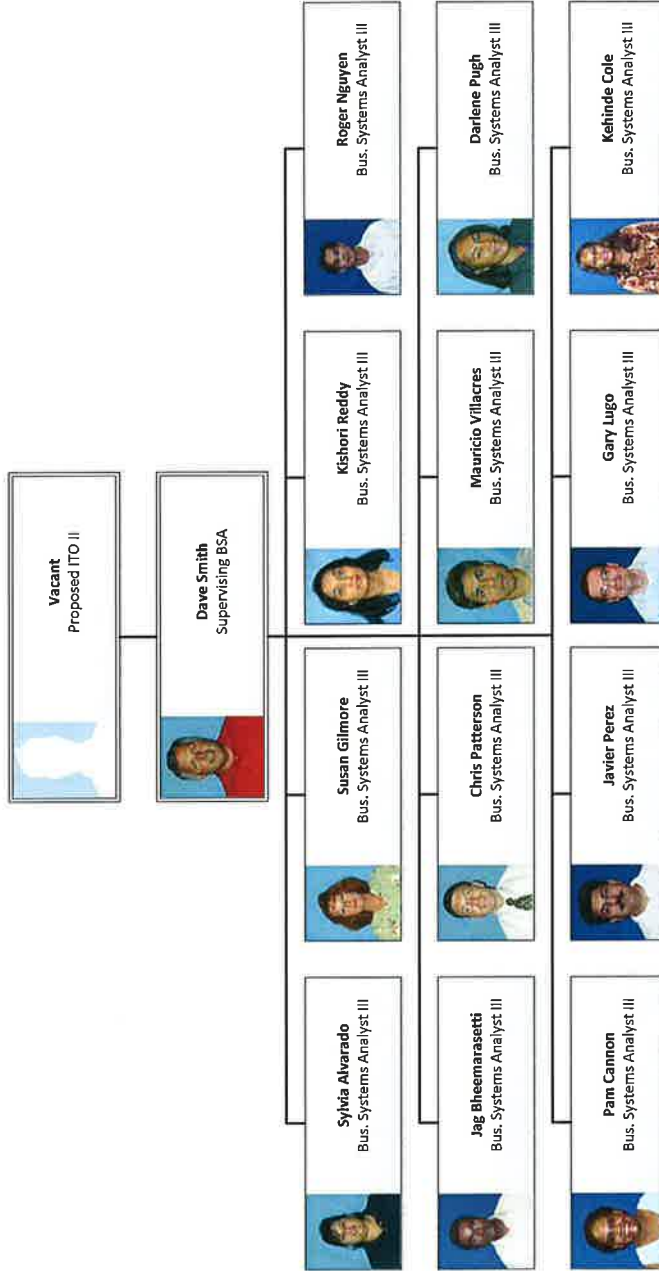 Vacant
Proposed ITO II
Dave Smith
Supervising BSA
Sylvia Alvarado
Bus. Systems Analyst III
Susan Gilmore
Bus. Systems Analyst III
Kishori Reddy
Bus. Systems Analyst III
Roger Nguyen
Bus. Systems Analyst III
Jag Bheemarasetti
Bus. Systems Analyst III
Chris Patterson
Bus. Systems Analyst III
Mauricio Villacres
Bus. Systems Analyst III
Darlene Pugh
Bus. Systems Analyst III
Pam Cannon
Bus. Systems Analyst III
Javier Perez
Bus. Systems Analyst III
Gary Lugo
Bus. Systems Analyst III
Kehinde Cole
Bus. Systems Analyst III